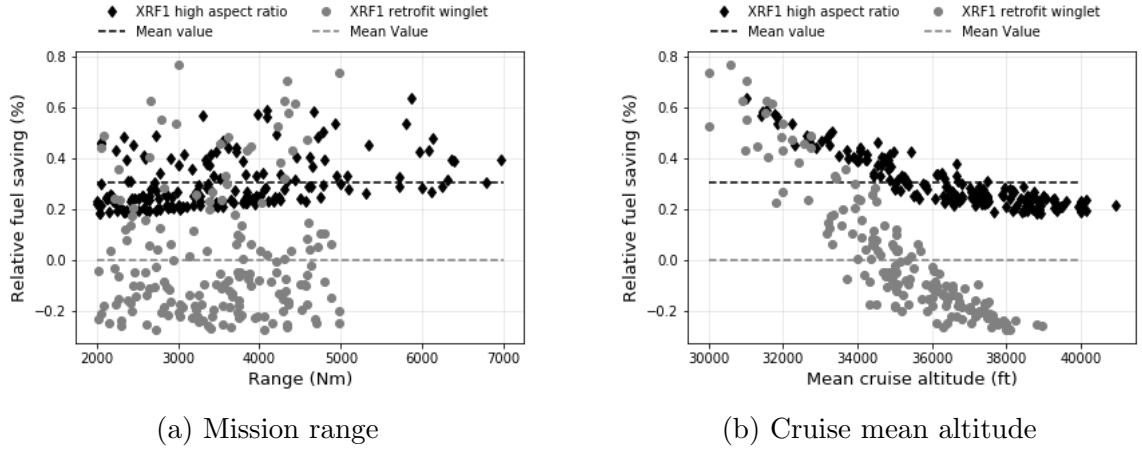 XRF1 high aspect ratio XRF1 retrofit winglet
Mean value Mean Value
0.8
0.6
0.4
0.2
0.0
−0.2
Relative fuel saving (%)
2000 3000 4000 5000 6000 7000
Range (Nm)
(a) Mission range
XRF1 high aspect ratio XRF1 retrofit winglet
Mean value Mean Value
0.8
0.6
0.4
0.2
0.0
−0.2
Relative fuel saving (%)
30000 32000 34000 36000 38000 40000
Mean cruise altitude (ft)
(b) Cruise mean altitude